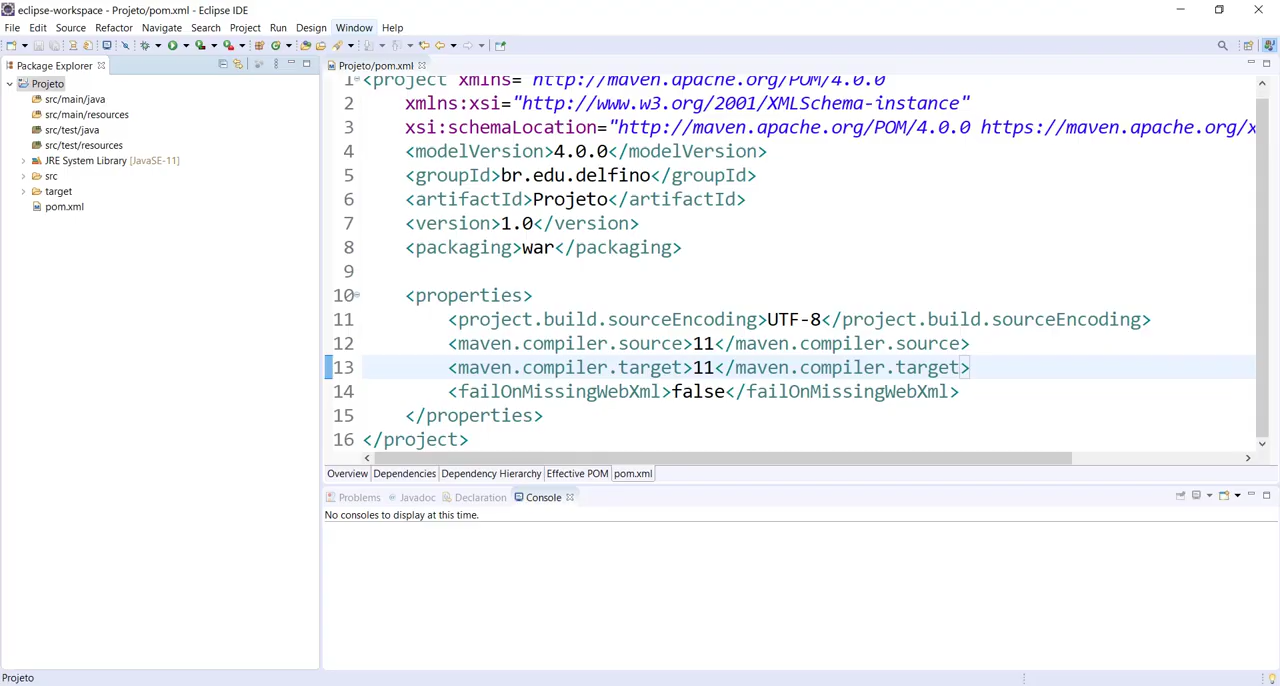 eclipse-workspace - Projeto/pom.xml - Eclipse IDE
File Edit Source Refactor Navigate Search Project Run Design Window Help
Package Explorer
Projeto
src/main/java
src/main/resources
src/test/java
src/test/resources
JRE System Library [JavaSE-11]
src
target
pom.xml
Projeto/pom.xml
1 <project xmlns="http://maven.apache.org/POM/4.0.0"
2 xmlns:xsi="http://www.w3.org/2001/XMLSchema-instance"
3 xsi:schemaLocation="http://maven.apache.org/POM/4.0.0 https://maven.apache.org/x
4 <modelVersion>4.0.0</modelVersion>
5 <groupId>br.edu.delfino</groupId>
6 <artifactId>Projeto</artifactId>
7 <version>1.0</version>
8 <packaging>war</packaging>
9
10 <properties>
11 <project.build.sourceEncoding>UTF-8</project.build.sourceEncoding>
12 <maven.compiler.source>11</maven.compiler.source>
13 <maven.compiler.target>11</maven.compiler.target>
14 <failOnMissingWebXml>false</failOnMissingWebXml>
15 </properties>
16 </project>
Overview Dependencies Dependency Hierarchy Effective POM pom.xml
Problems Javadoc Declaration Console
No consoles to display at this time.
Projeto